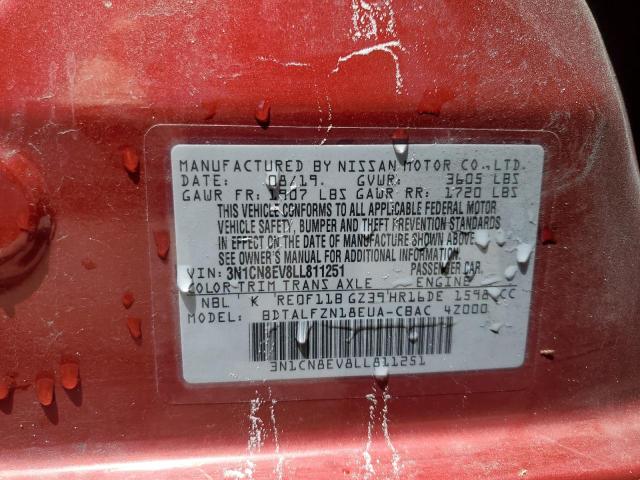 MANUFACTURED BY NISSAN MOTOR CO.,LTD.
DATE: 08/19. GVWR: 3605 LBS
GAWR FR: 1907 LBS GAWR RR: 1720 LBS
THIS VEHICLE CONFORMS TO ALL APPLICABLE FEDERAL MOTOR
VEHICLE SAFETY, BUMPER AND THEFT PREVENTION STANDARDS
IN EFFECT ON THE DATE OF MANUFACTURE SHOWN ABOVE.
SEE OWNER'S MANUAL FOR ADDITIONAL INFORMATION.
VIN: 3N1CN8EV8LL811251 PASSENGER CAR
COLOR-TRIM TRANS AXLE ENGINE
NBL K RE0F11B GZ39 HR16DE 1598 CC
MODEL: BDTALFZN18EUA-CBAC 4Z000
3N1CN8EV8LL811251